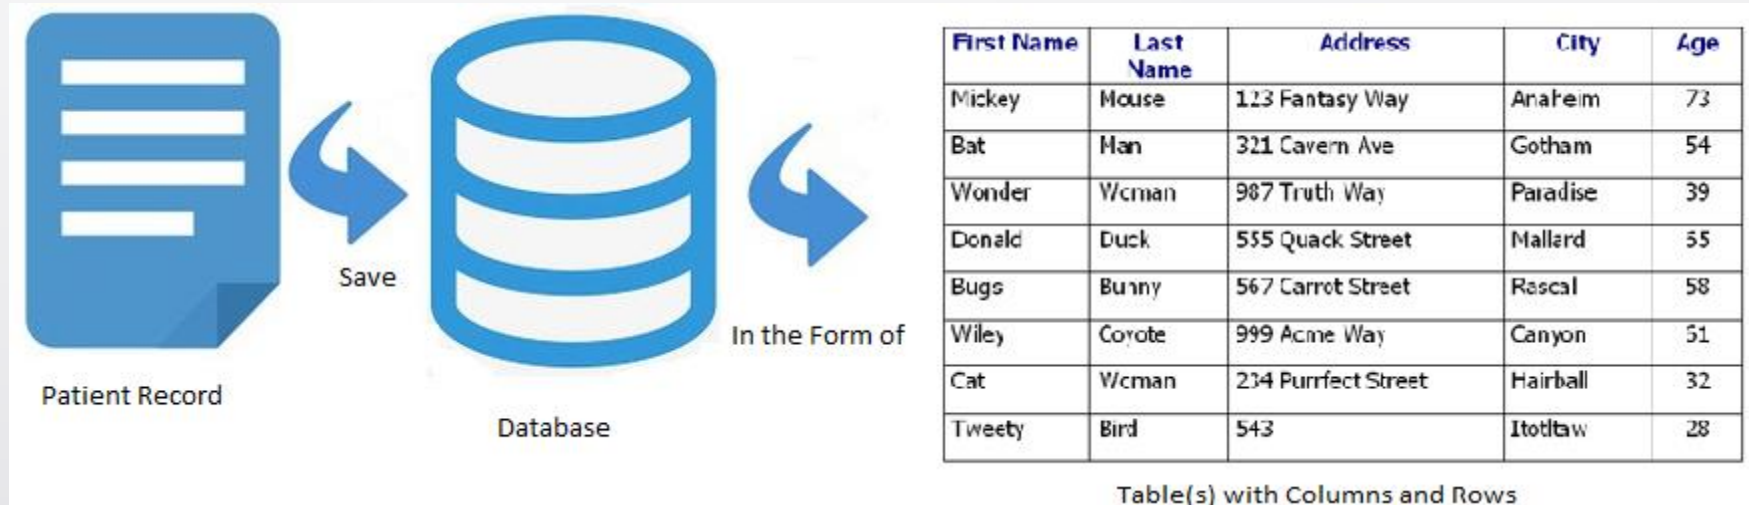 Save
Patient Record
Database
In the Form of
First Name Last Name Address City Age
Mickey Mouse 123 Fantasy Way Anaheim 73
Bat Man 321 Cavern Ave Gotham 54
Wonder Woman 987 Truth Way Paradise 39
Donald Duck 555 Quack Street Mallard 55
Bugs Bunny 567 Carrot Street Rascal 58
Wiley Coyote 999 Acme Way Canyon 51
Cat Woman 234 Purrfect Street Hairball 32
Tweety Bird 543 Itotltaw 28
Table(s) with Columns and Rows